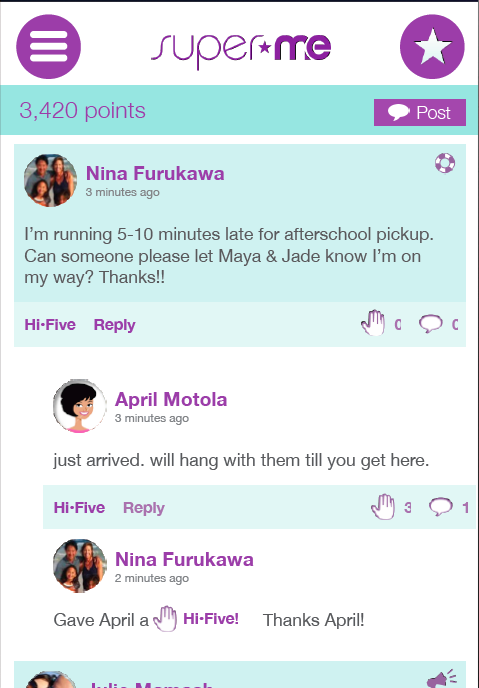 super★me
3,420 points
Post
Nina Furukawa
3 minutes ago
I'm running 5-10 minutes late for afterschool pickup.
Can someone please let Maya & Jade know I'm on
my way? Thanks!!
Hi•Five Reply 0 0
April Motola
3 minutes ago
just arrived. will hang with them till you get here.
Hi•Five Reply 3 1
Nina Furukawa
2 minutes ago
Gave April a Hi•Five! Thanks April!